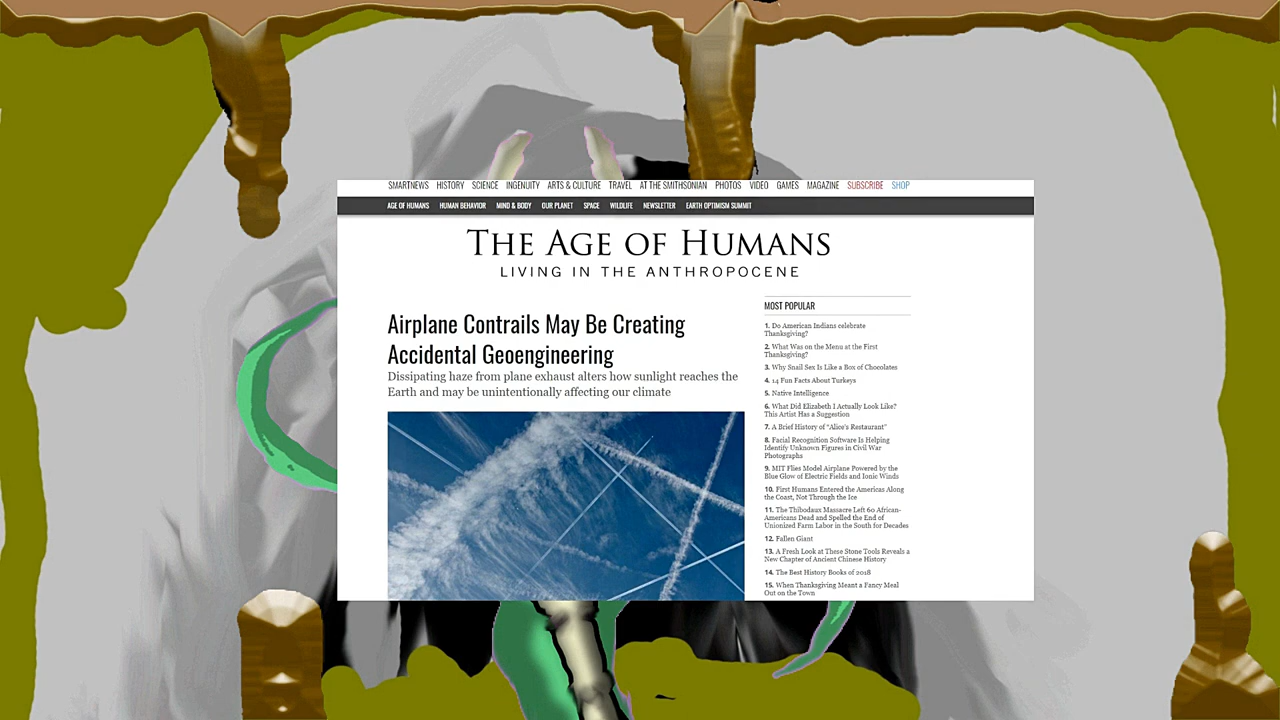 SMARTNEWS HISTORY SCIENCE INGENUITY ARTS & CULTURE TRAVEL AT THE SMITHSONIAN PHOTOS VIDEO GAMES MAGAZINE SUBSCRIBE SHOP
AGE OF HUMANS HUMAN BEHAVIOR MIND & BODY OUR PLANET SPACE WILDLIFE NEWSLETTER EARTH OPTIMISM SUMMIT
THE AGE OF HUMANS
LIVING IN THE ANTHROPOCENE
Airplane Contrails May Be Creating
Accidental Geoengineering
Dissipating haze from plane exhaust alters how sunlight reaches the
Earth and may be unintentionally affecting our climate
MOST POPULAR
1. Do American Indians celebrate
Thanksgiving?
2. What Was on the Menu at the First
Thanksgiving?
3. Why Snail Sex Is Like a Box of Chocolates
4. 14 Fun Facts About Turkeys
5. Native Intelligence
6. What Did Elizabeth I Actually Look Like?
This Artist Has a Suggestion
7. A Brief History of "Alice's Restaurant"
8. Facial Recognition Software Is Helping
Identify Unknown Figures in Civil War
Photographs
9. MIT Flies Model Airplane Powered by the
Blue Glow of Electric Fields and Ionic Winds
10. First Humans Entered the Americas Along
the Coast, Not Through the Ice
11. The Thibodaux Massacre Left 60 African-
Americans Dead and Spelled the End of
Unionized Farm Labor in the South for Decades
12. Fallen Giant
13. A Fresh Look at These Stone Tools Reveals a
New Chapter of Ancient Chinese History
14. The Best History Books of 2018
15. When Thanksgiving Meant a Fancy Meal
Out on the Town